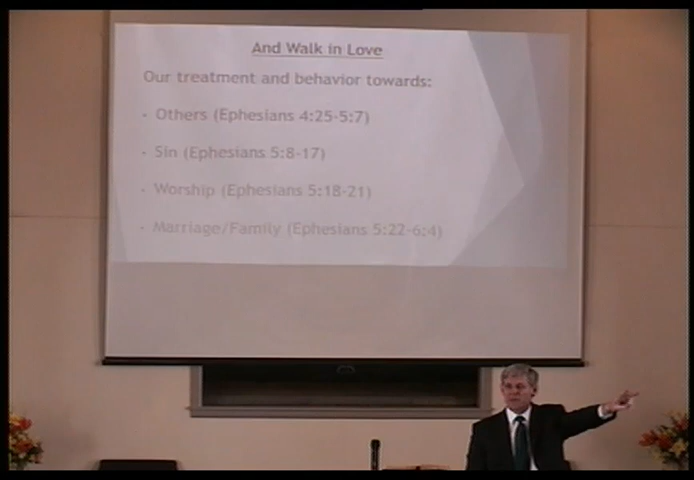 And Walk in Love
Our treatment and behavior towards:
- Others (Ephesians 4:25-5:7)
- Sin (Ephesians 5:8-17)
- Worship (Ephesians 5:18-21)
- Marriage/Family (Ephesians 5:22-6:4)